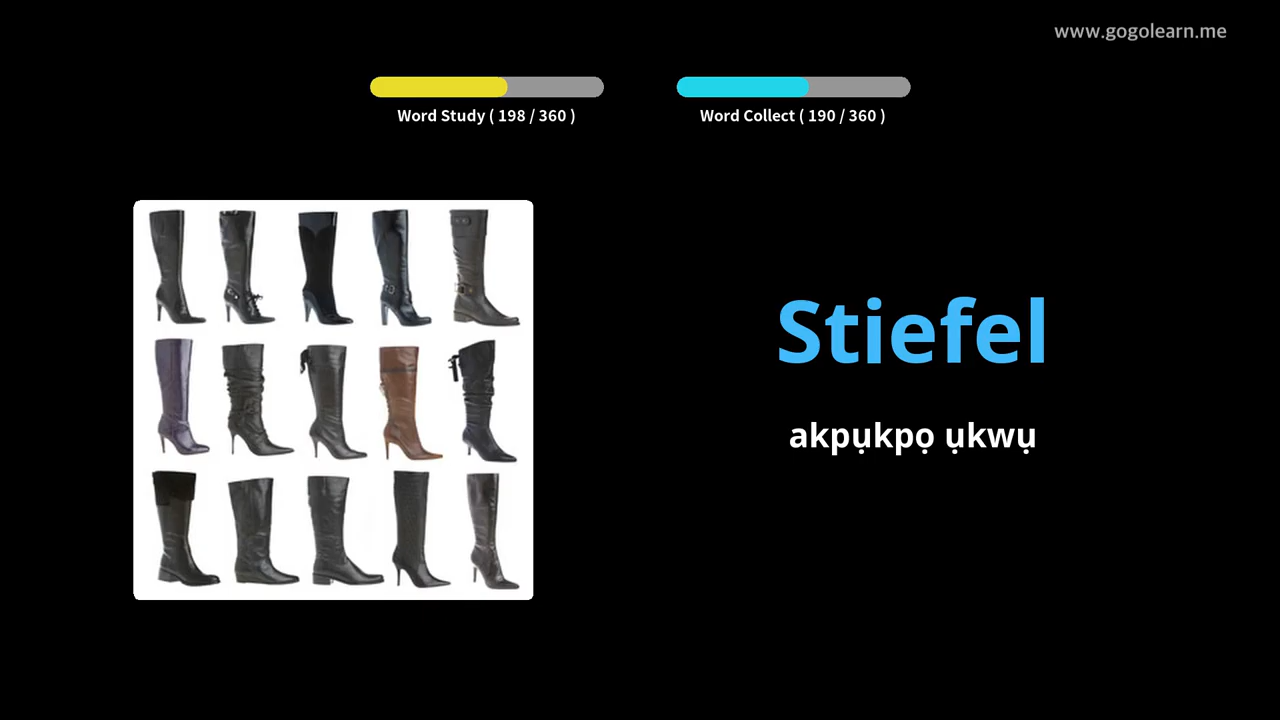 www.gogolearn.me
Word Study ( 198 / 360 )
Word Collect ( 190 / 360 )
Stiefel
akpụkpọ ụkwụ